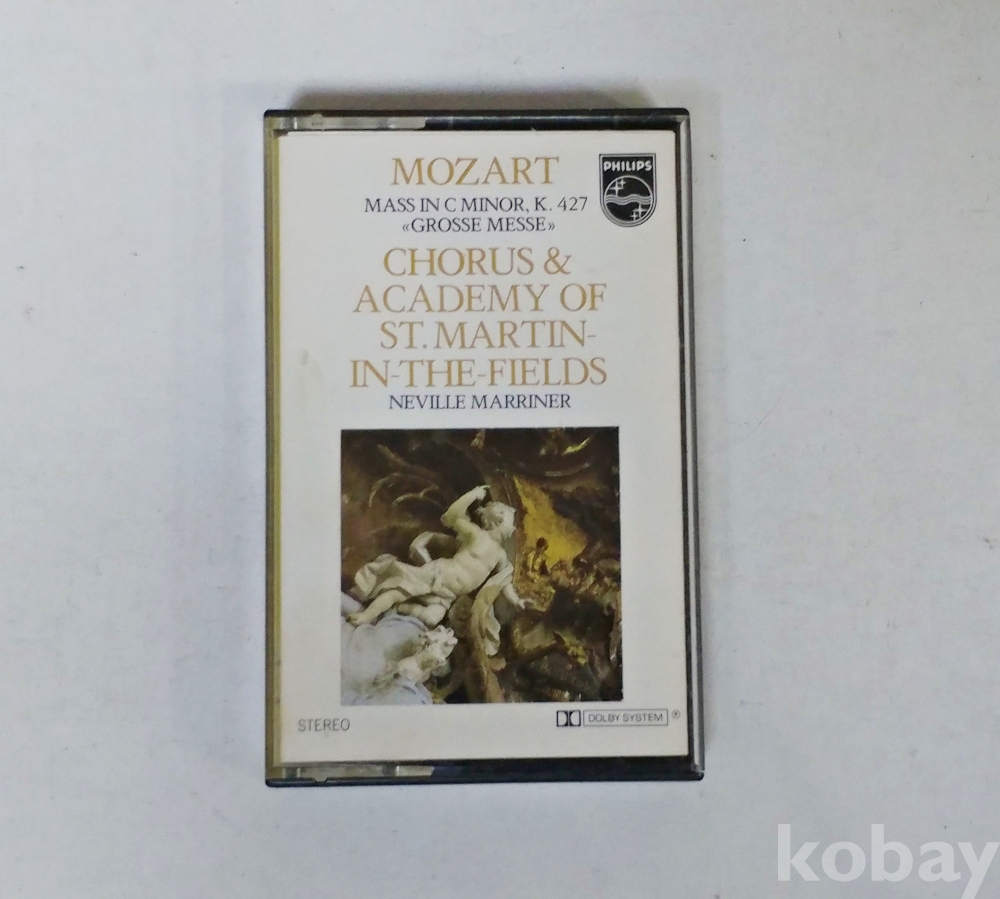 MOZART
PHILIPS
MASS IN C MINOR, K. 427
«GROSSE MESSE»
CHORUS &
ACADEMY OF
ST. MARTIN-
IN-THE-FIELDS
NEVILLE MARRINER
STEREO
DOLBY SYSTEM ®
kobay